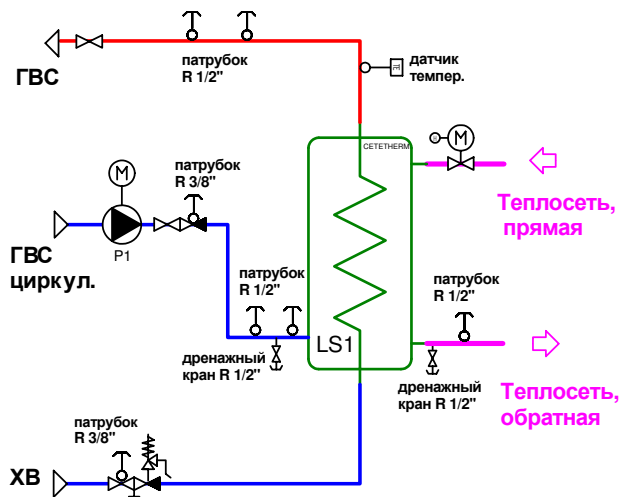 ГВС
патрубок
R 1/2"
датчик
темпер.
CETETHERM
M
Теплосеть,
прямая
M
P1
патрубок
R 3/8"
ГВС
циркул.
патрубок
R 1/2"
дренажный
кран R 1/2"
LS1
патрубок
R 1/2"
дренажный
кран R 1/2"
Теплосеть,
обратная
патрубок
R 3/8"
ХВ